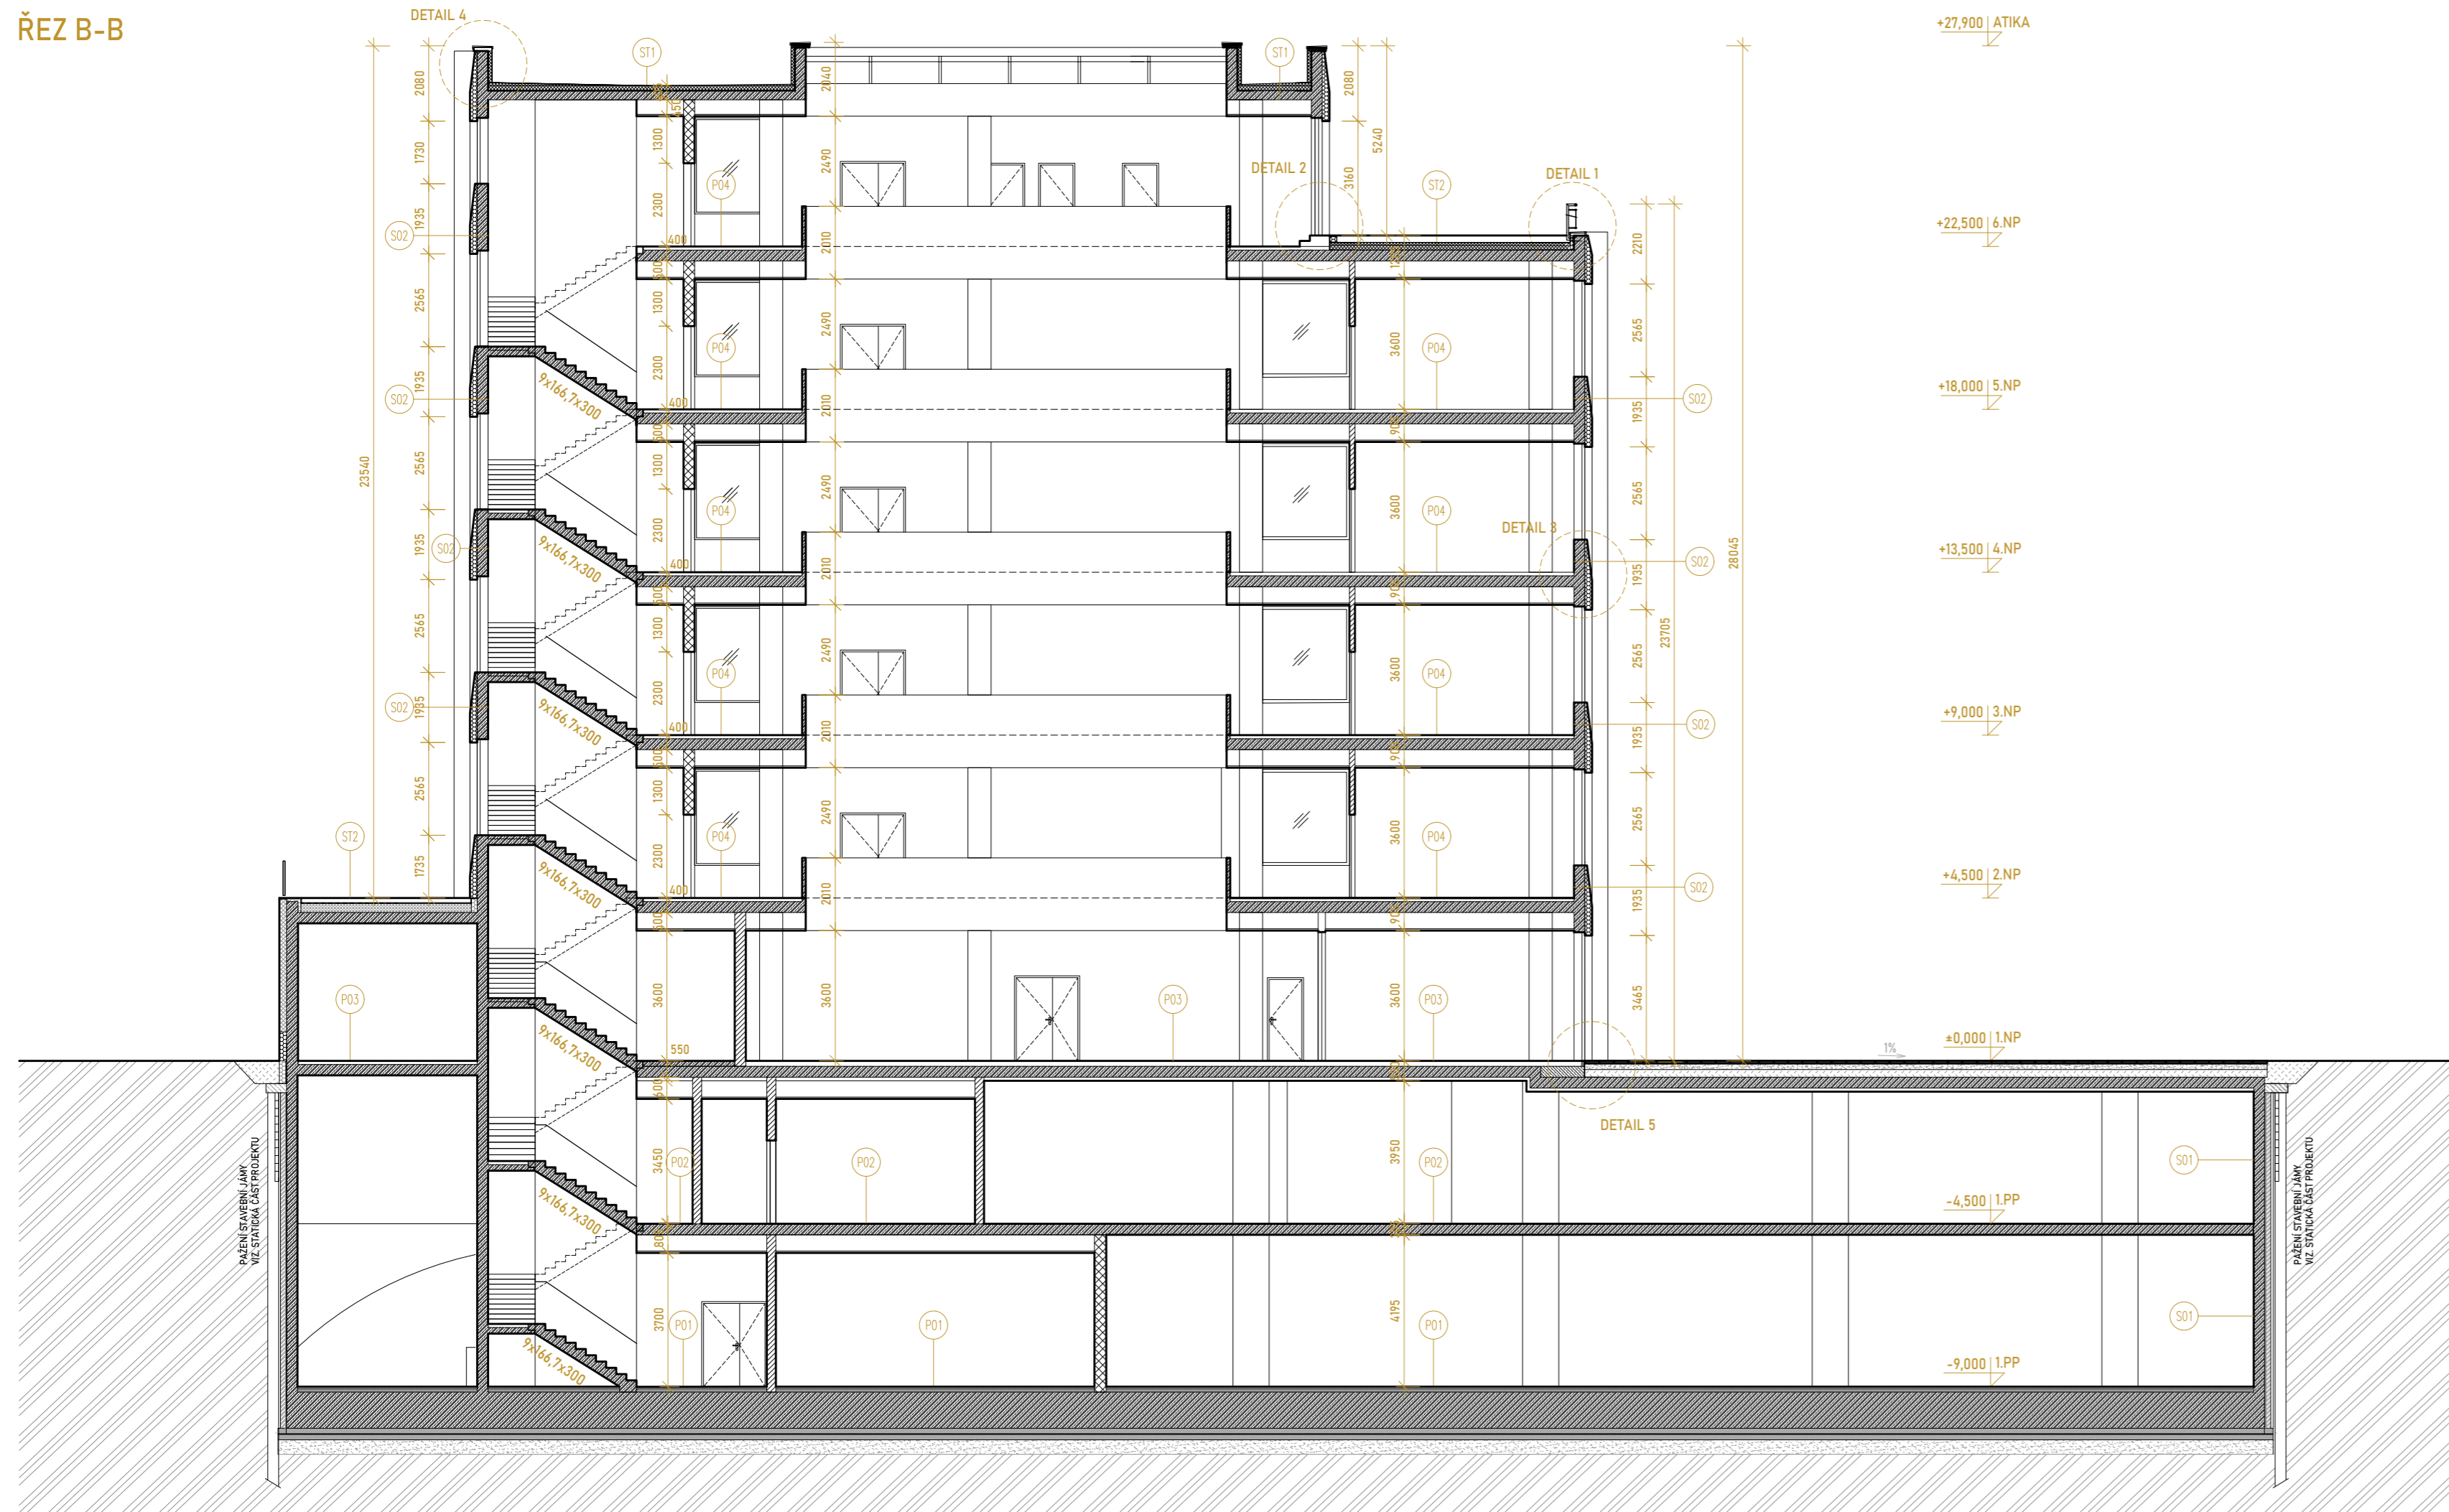 ŘEZ B-B
DETAIL 4
+27,900 | ATIKA
ST1
ST1
2080
2040
2080
5240
450
1300
1730
2490
3160
DETAIL 2
DETAIL 1
P04
ST2
2300
1935
S02
2010
400
+22,500 | 6.NP
2210
2565
1300
2490
2565
3600
P04
P04
2300
9x166,7x300
1935
S02
400
2010
+18,000 | 5.NP
S02
1935
23540
2565
1300
2490
2565
3600
P04
P04
2300
DETAIL 3
9x166,7x300
1935
S02
400
2010
+13,500 | 4.NP
S02
1935
28045
23705
2565
1300
2490
2565
3600
P04
P04
2300
9x166,7x300
1935
S02
400
2010
+9,000 | 3.NP
S02
1935
2565
1300
2490
2565
3600
ST2
P04
P04
2300
1735
9x166,7x300
400
2010
+4,500 | 2.NP
S02
1935
P03
3600
3600
P03
3600
P03
3465
9x166,7x300
550
1%
±0,000 | 1.NP
600
DETAIL 5
PAŽENÍ STAVEBNÍ JÁMY
VIZ. STATICKÁ ČÁST PROJEKTU
3450
P02
P02
3950
P02
S01
PAŽENÍ STAVEBNÍ JÁMY
VIZ. STATICKÁ ČÁST PROJEKTU
9x166,7x300
-4,500 | 1.PP
3700
P01
P01
4195
P01
S01
9x166,7x300
-9,000 | 1.PP